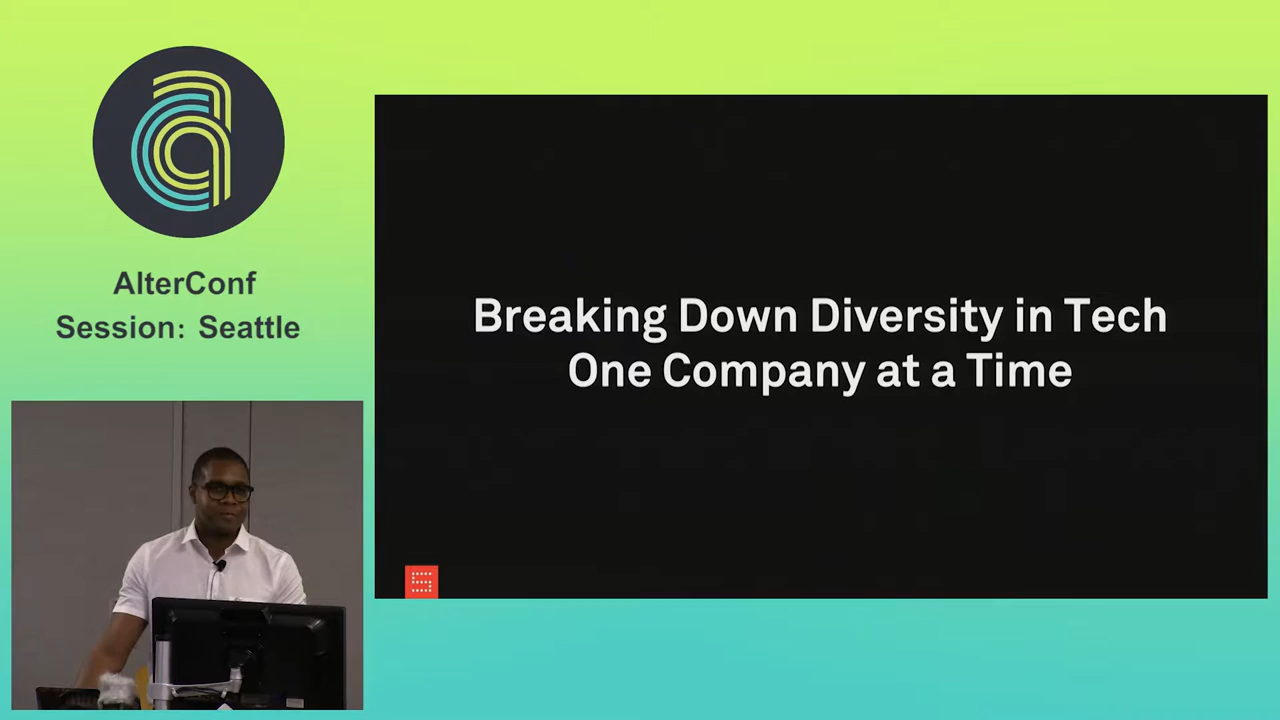 AlterConf
Session: Seattle
Breaking Down Diversity in Tech
One Company at a Time